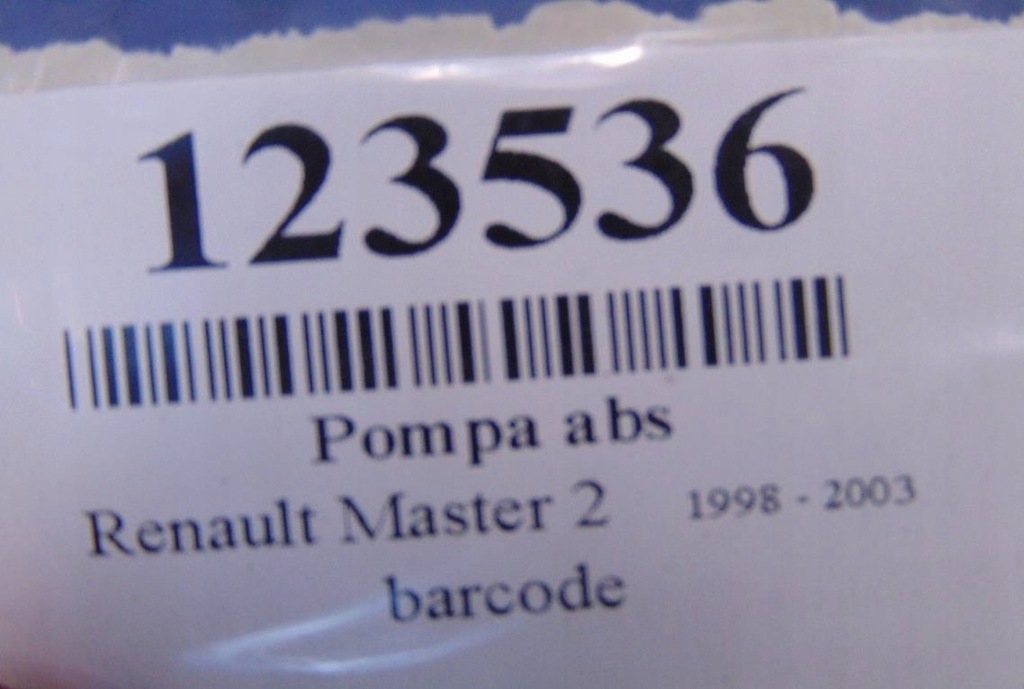 123536
Pompa abs
Renault Master 2 1998 - 2003
barcode